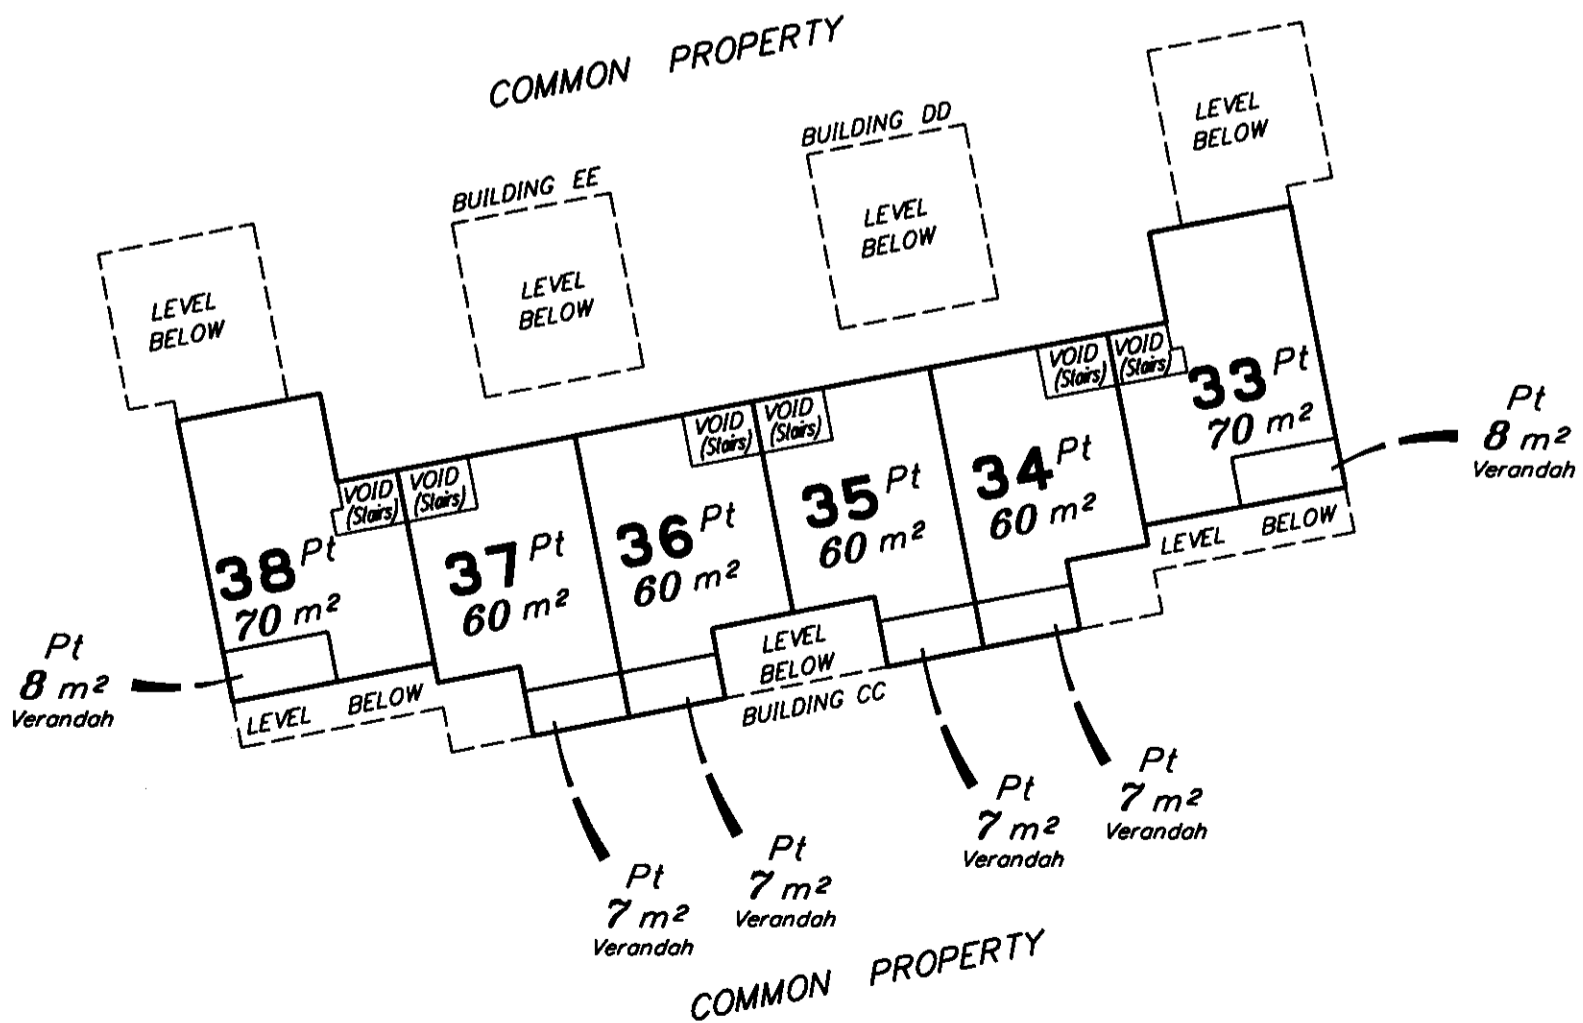 COMMON PROPERTY
LEVEL
BELOW
BUILDING DD
BUILDING EE
LEVEL
BELOW
LEVEL
BELOW
LEVEL
BELOW
VOID
(Stairs)
VOID
(Stairs)
33 Pt
70 m²
Pt
8 m²
Verandah
VOID
(Stairs)
VOID
(Stairs)
34 Pt
60 m²
35 Pt
60 m²
VOID
(Stairs)
VOID
(Stairs)
36 Pt
60 m²
37 Pt
60 m²
38 Pt
70 m²
LEVEL BELOW
LEVEL
BELOW
BUILDING CC
Pt
8 m²
Verandah
LEVEL BELOW
Pt
7 m²
Verandah
Pt
7 m²
Verandah
Pt
7 m²
Verandah
Pt
7 m²
Verandah
COMMON PROPERTY